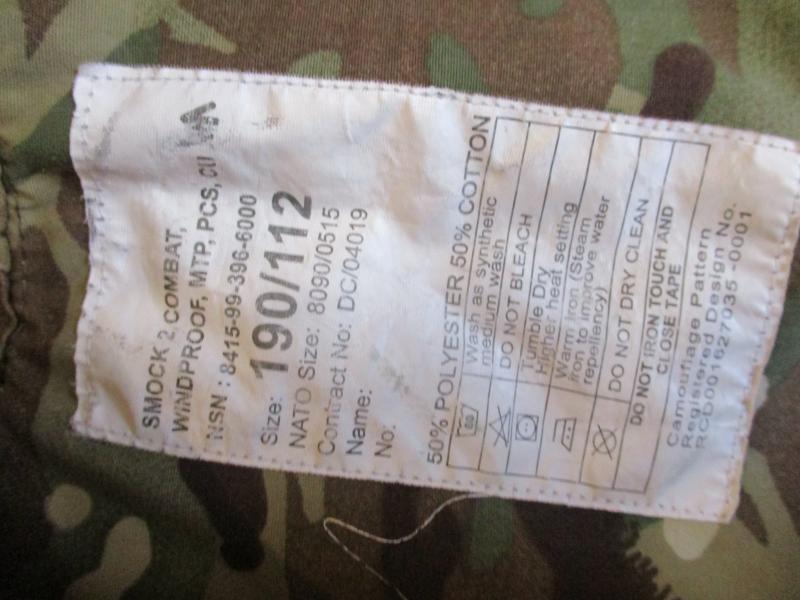 SMOCK 2, COMBAT,
WINDPROOF, MTP, PCS, CU
NSN : 8415-99-396-6000
Size: 190/112
NATO Size: 8090/0515
Contract No: DC/04019
Name:
No:
50% POLYESTER 50% COTTON
Wash as synthetic
medium wash
DO NOT BLEACH
Tumble Dry
Higher heat setting
Warm iron (Steam
iron to improve water
repellency)
DO NOT DRY CLEAN
DO NOT IRON TOUCH AND
CLOSE TAPE
Camouflage Pattern
Registered Design No.
RCD001627035-0001